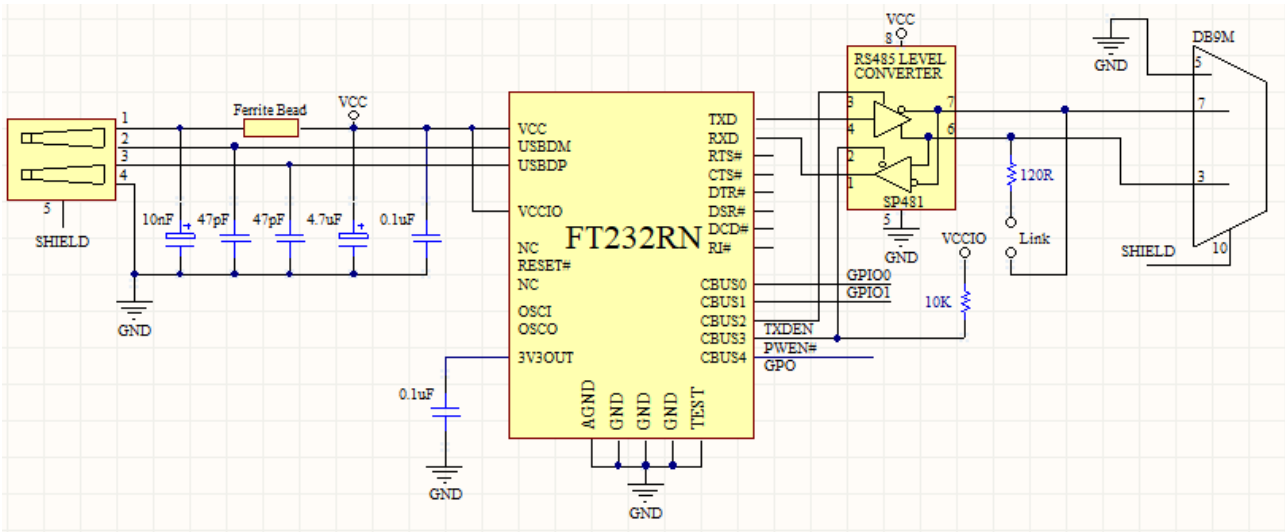 1
2
3
4
5
SHIELD
Ferrite Bead
VCC
10nF
+
47pF
47pF
4.7uF
+
0.1uF
GND
0.1uF
GND
FT232RN
VCC
USBDM
USBDP
VCCIO
NC
RESET#
NC
OSCI
OSCO
3V3OUT
TXD
RXD
RTS#
CTS#
DTR#
DSR#
DCD#
RI#
CBUS0
CBUS1
CBUS2
CBUS3
CBUS4
AGND
GND
GND
GND
TEST
GND
GPIO0
GPIO1
TXDEN
PWEN#
GPO
VCC
8
RS485 LEVEL
CONVERTER
3
4
2
1
7
6
SP481
5
GND
VCCIO
10K
120R
Link
GND
DB9M
5
7
3
10
SHIELD